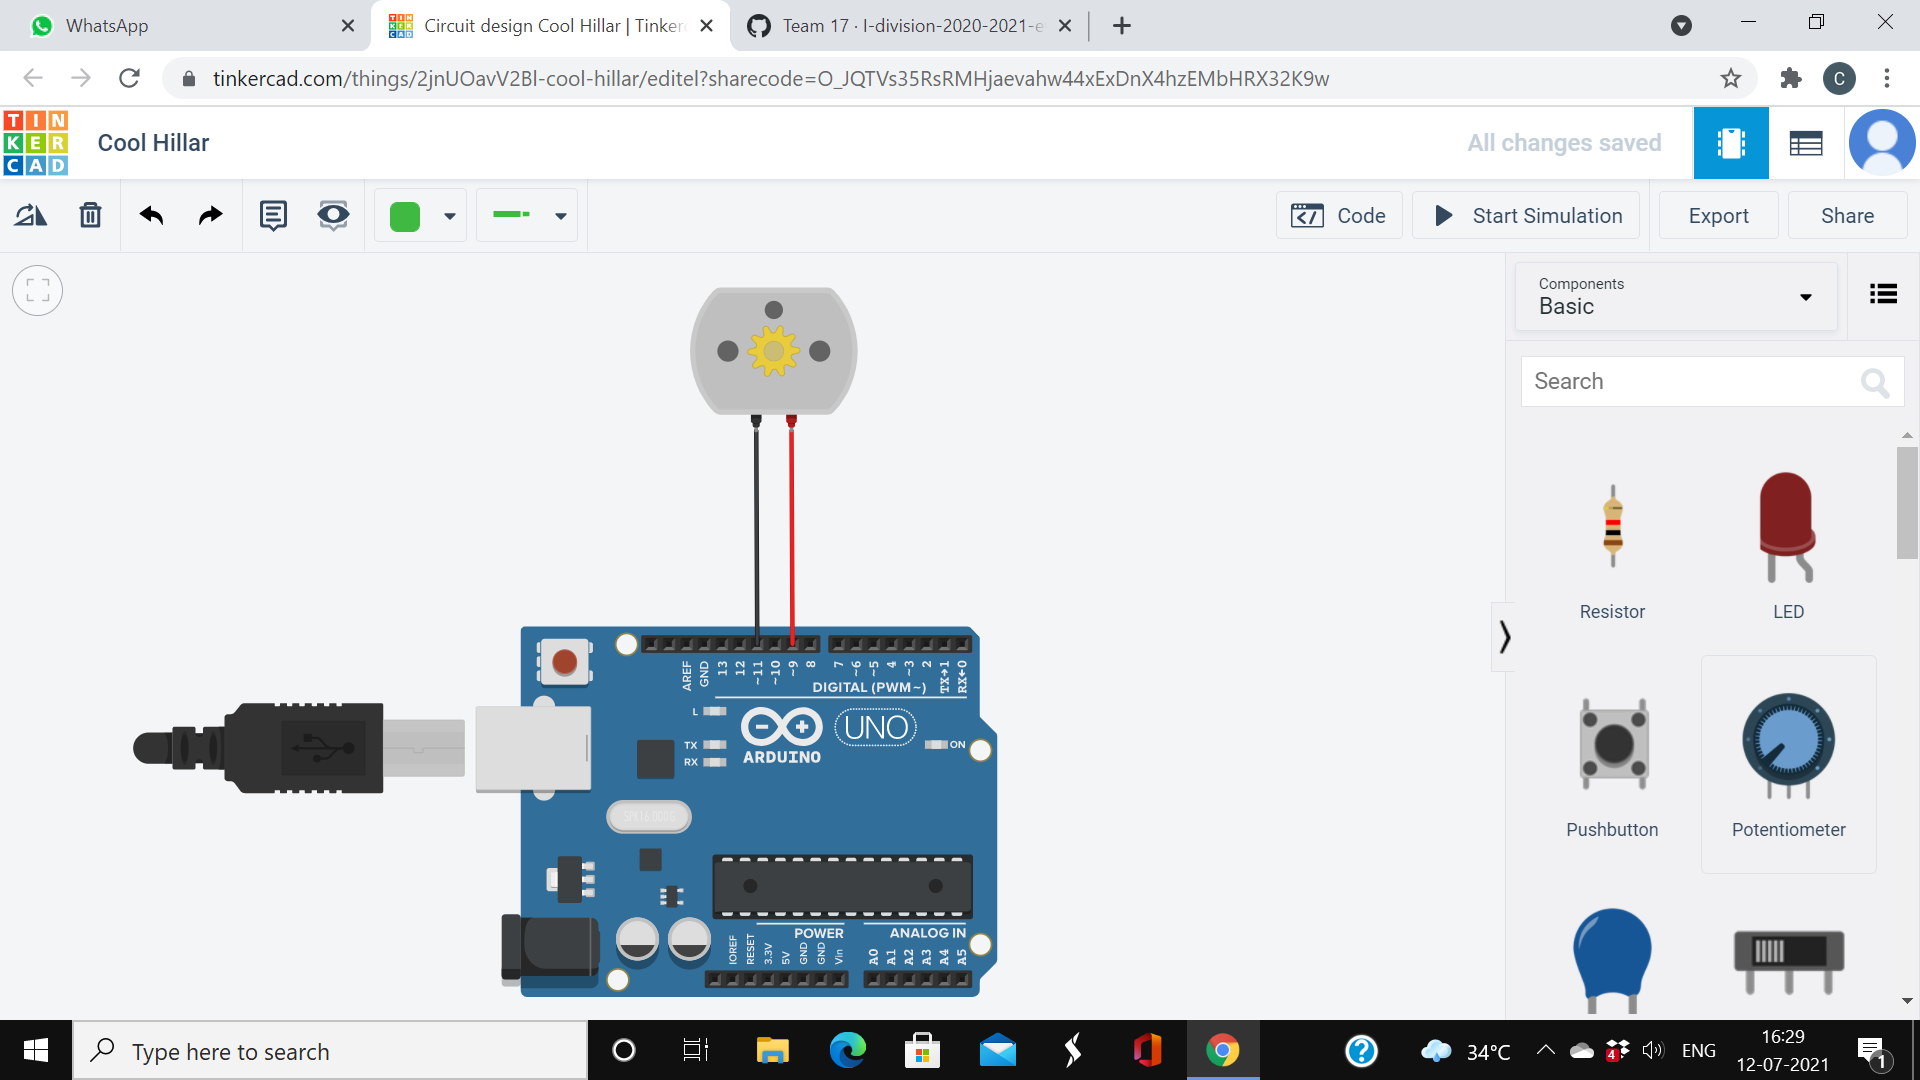 WhatsApp
Circuit design Cool Hillar | Tinker
Team 17 · I-division-2020-2021-e
tinkercad.com/things/2jnUOavV2Bl-cool-hillar/editel?sharecode=O_JQTVs35RsRMHjaevahw44xExDnX4hzEMbHRX32K9w
C
TIN
KER
CAD
Cool Hillar
All changes saved
Code
Start Simulation
Export
Share
Components
Basic
Search
Resistor
LED
Pushbutton
Potentiometer
AREF
GND
13
12
~11
~10
~9
8
7
~6
~5
4
~3
2
TX→1
RX←0
DIGITAL (PWM~)
L
TX
RX
ARDUINO
UNO
ON
POWER
ANALOG IN
IOREF
RESET
3.3V
5V
GND
GND
Vin
A0
A1
A2
A3
A4
A5
Type here to search
34°C
4
ENG
16:29
12-07-2021
1